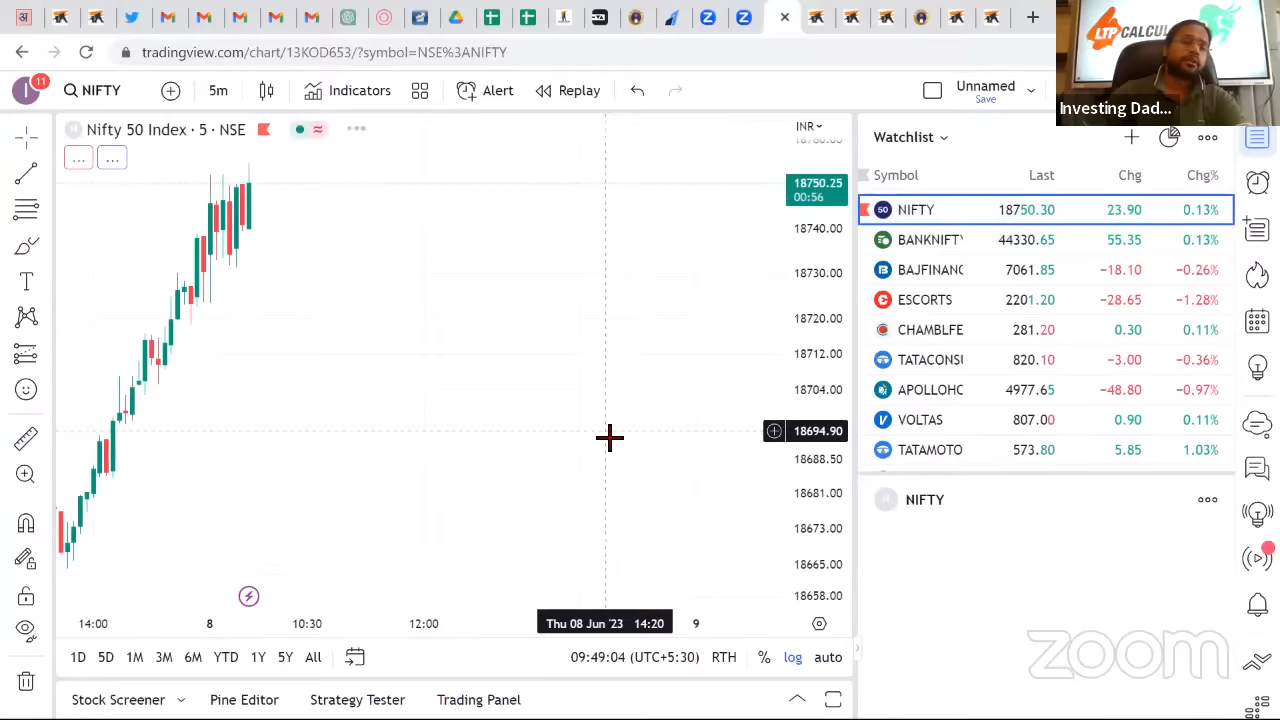 tradingview.com/chart/13KOD653/?symbol=NSE%3ANIFTY
LTP CALCUL
Investing Dad...
11
NIFTY
5m
Indicators
Alert
Replay
Unnamed
Save
Nifty 50 Index · 5 · NSE
INR
18750.25
00:56
18740.00
18730.00
18720.00
18712.00
18704.00
18694.90
18688.50
18681.00
18673.00
18665.00
18658.00
14:00
8
10:30
12:00
Thu 08 Jun '23 14:20
9
1D 5D 1M 3M 6M YTD 1Y 5Y All
09:49:04 (UTC+5:30) RTH % log auto
Stock Screener
Pine Editor
Strategy Tester
Trading Panel
Watchlist
Symbol Last Chg Chg%
50 NIFTY 18750.30 23.90 0.13%
BANKNIFTY 44330.65 55.35 0.13%
BAJFINANC 7061.85 −18.10 −0.26%
ESCORTS 2201.20 −28.65 −1.28%
CHAMBLFE 281.20 0.30 0.11%
TATACONSU 820.10 −3.00 −0.36%
APOLLOHO 4977.65 −48.80 −0.97%
VOLTAS 807.00 0.90 0.11%
TATAMOTO 573.80 5.85 1.03%
NIFTY
zoom